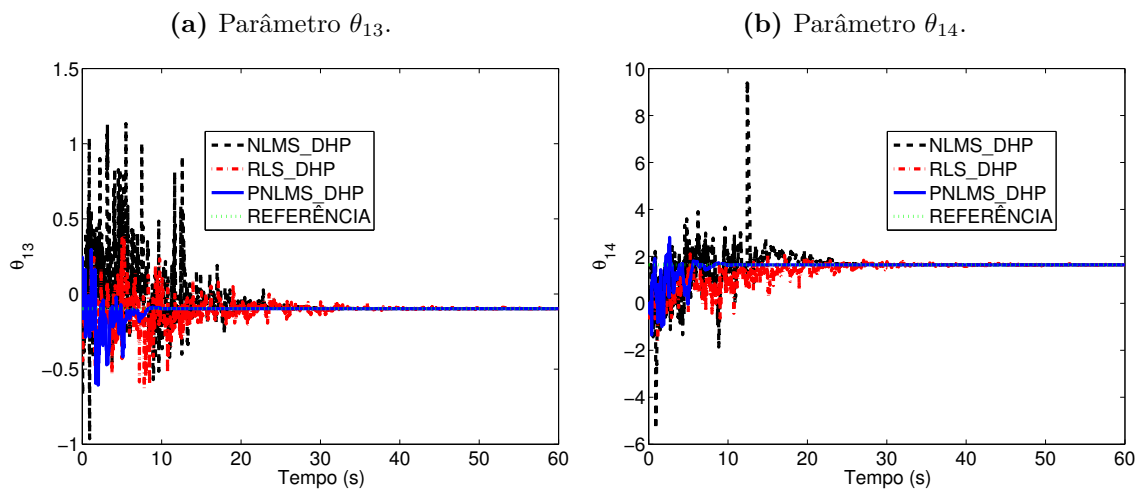 (a) Parâmetro θ₁₃.
1.5
1
0.5
0
−0.5
−1
θ₁₃
NLMS_DHP
RLS_DHP
PNLMS_DHP
REFERÊNCIA
0 10 20 30 40 50 60
Tempo (s)
(b) Parâmetro θ₁₄.
10
8
6
4
2
0
−2
−4
−6
θ₁₄
NLMS_DHP
RLS_DHP
PNLMS_DHP
REFERÊNCIA
0 10 20 30 40 50 60
Tempo (s)